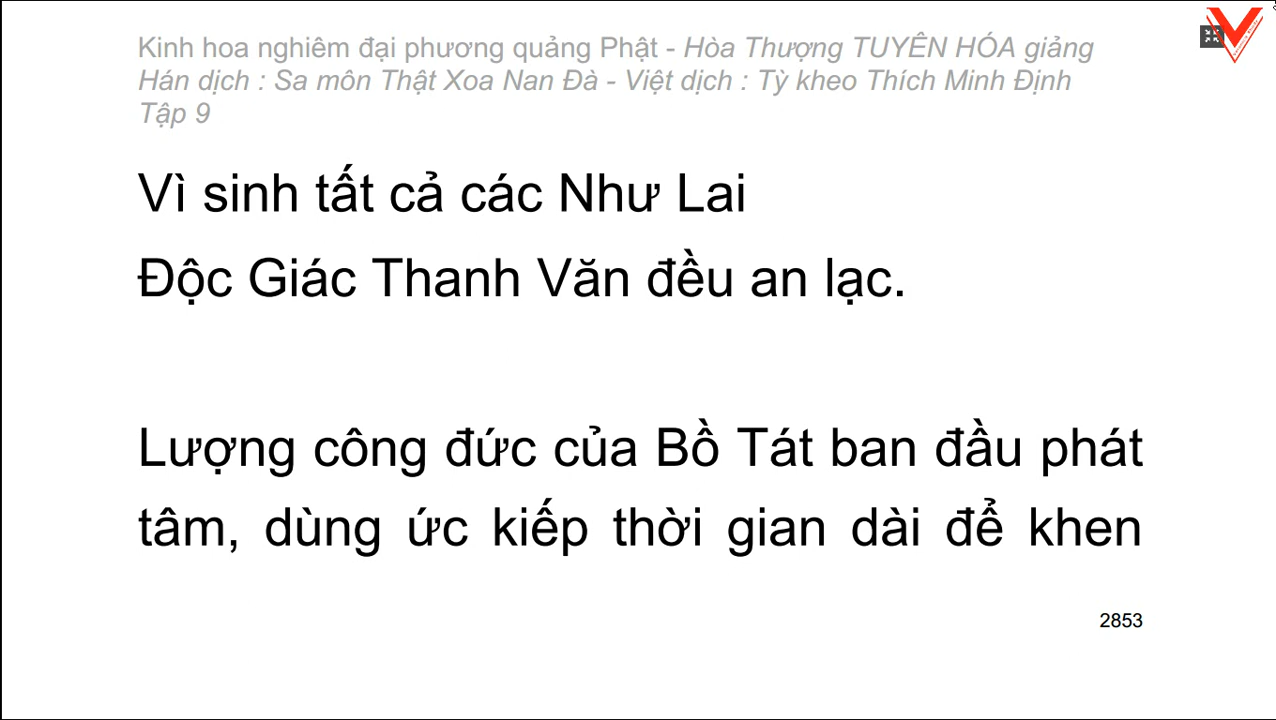 Kinh hoa nghiêm đại phương quảng Phật - Hòa Thượng TUYÊN HÓA giảng
Hán dịch : Sa môn Thật Xoa Nan Đà - Việt dịch : Tỳ kheo Thích Minh Định
Tập 9
Vì sinh tất cả các Như Lai
Độc Giác Thanh Văn đều an lạc.
Lượng công đức của Bồ Tát ban đầu phát
tâm, dùng ức kiếp thời gian dài để khen
2853